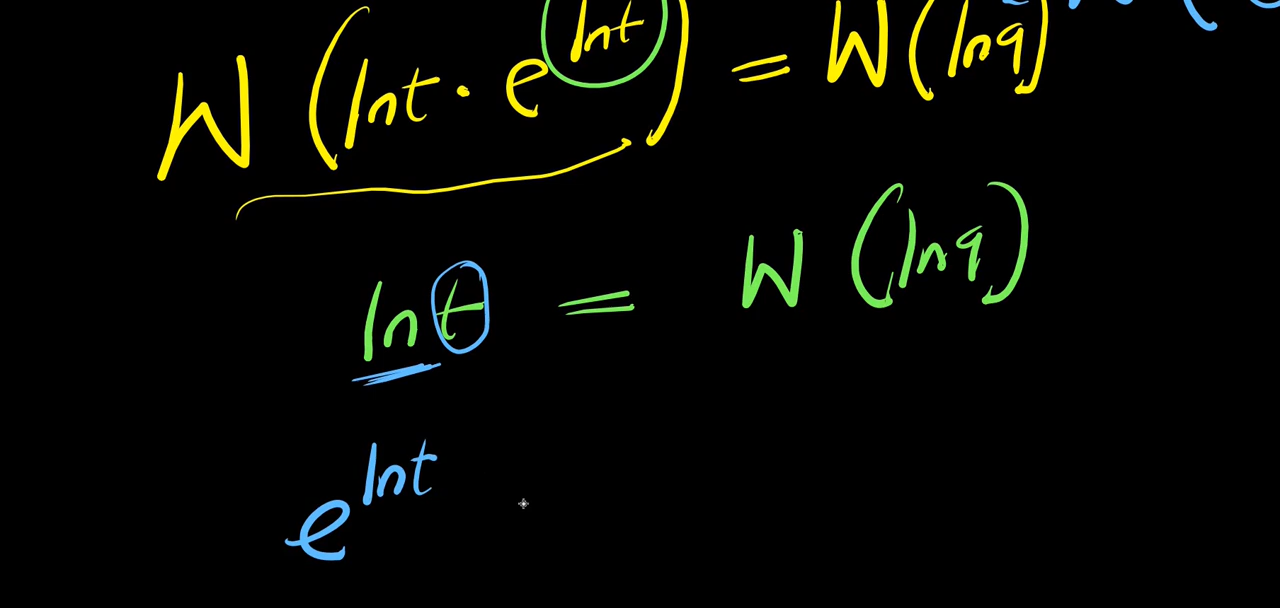 W (lnt · e^lnt) = W (ln9)
lnt = W (ln9)
e^lnt